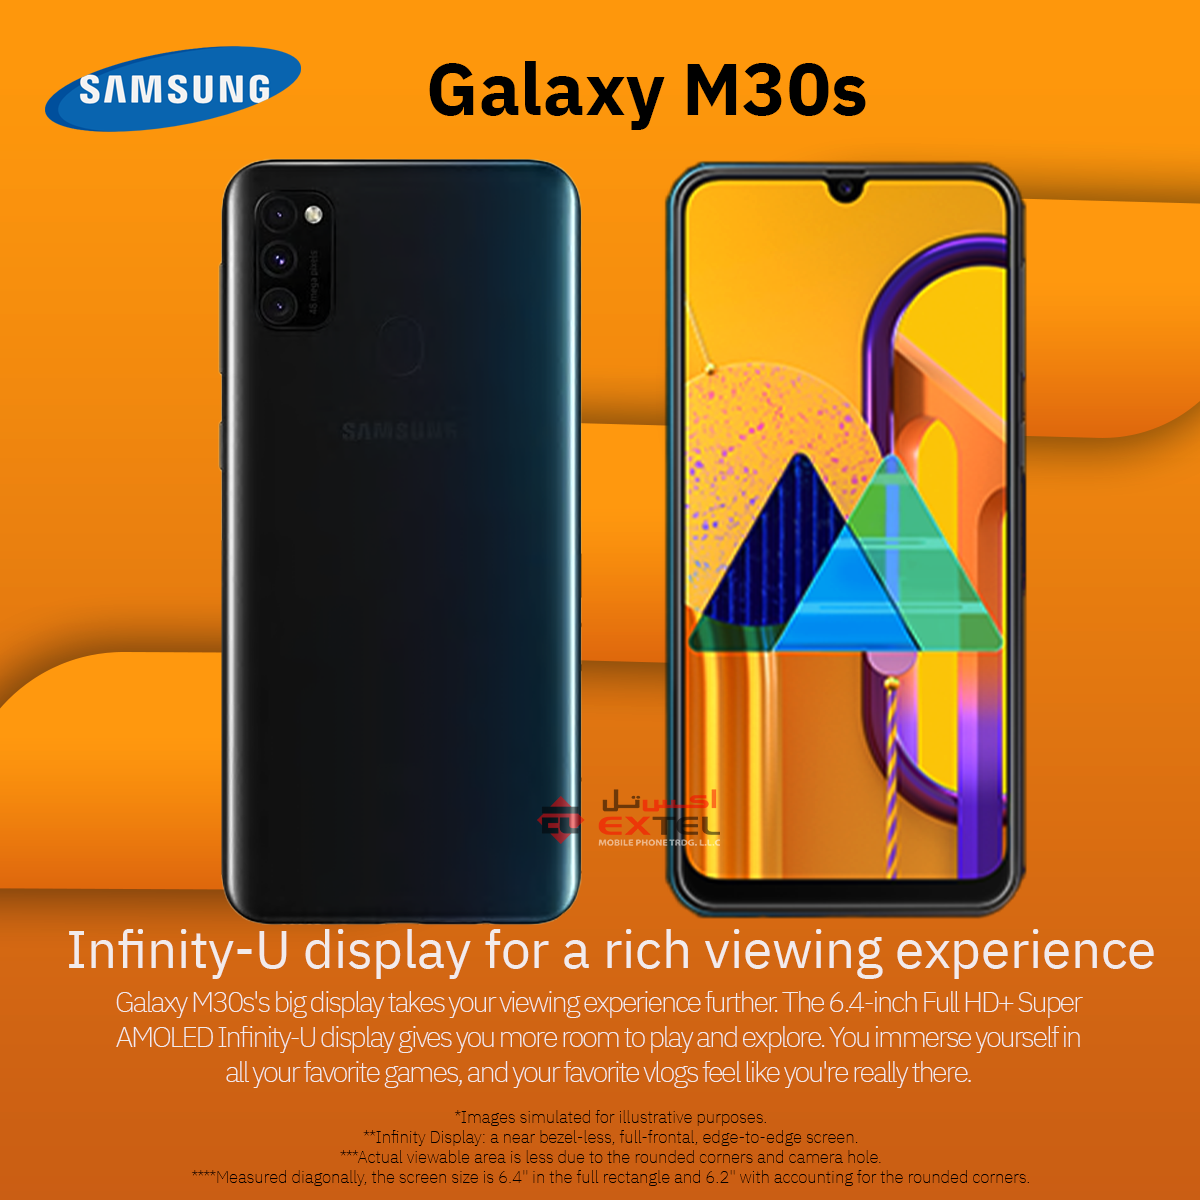 SAMSUNG
Galaxy M30s
48 mega pixels
SAMSUNG
اكستل
EXTEL
MOBILE PHONE TRDG. L.L.C
Infinity-U display for a rich viewing experience
Galaxy M30s's big display takes your viewing experience further. The 6.4-inch Full HD+ Super
AMOLED Infinity-U display gives you more room to play and explore. You immerse yourself in
all your favorite games, and your favorite vlogs feel like you're really there.
*Images simulated for illustrative purposes.
**Infinity Display: a near bezel-less, full-frontal, edge-to-edge screen.
***Actual viewable area is less due to the rounded corners and camera hole.
****Measured diagonally, the screen size is 6.4" in the full rectangle and 6.2" with accounting for the rounded corners.